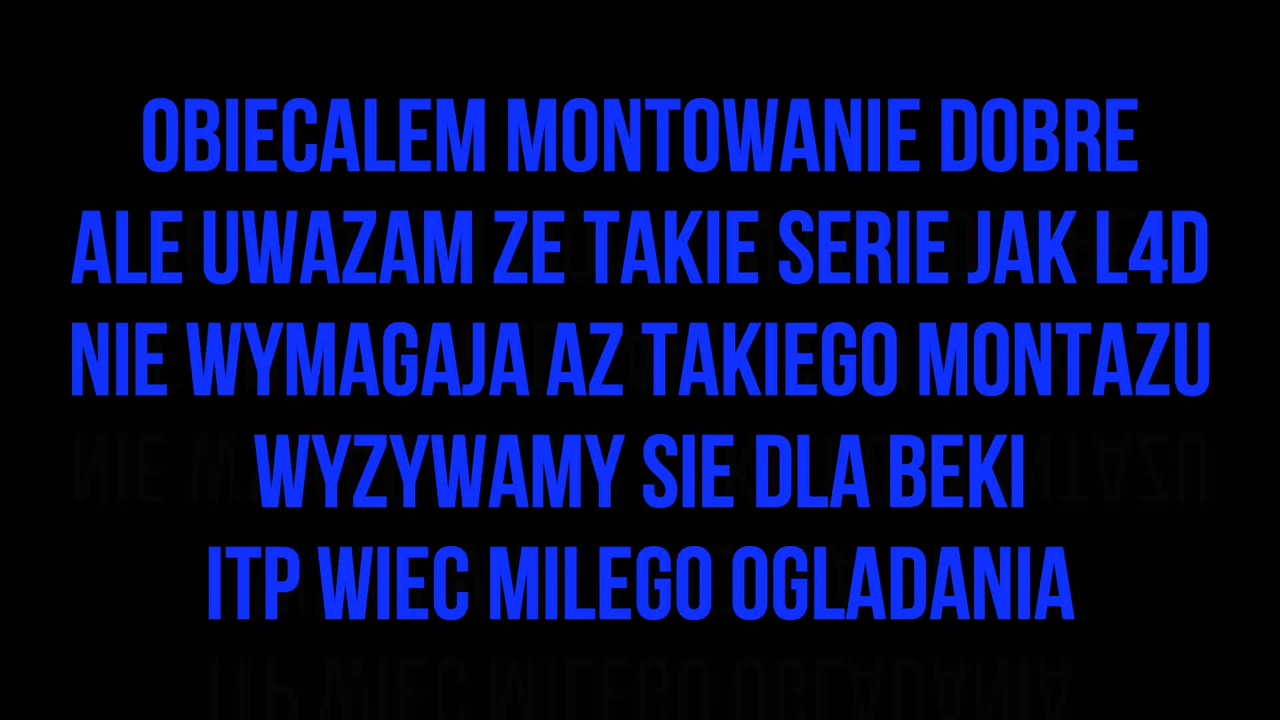 OBIECALEM MONTOWANIE DOBRE
ALE UWAZAM ZE TAKIE SERIE JAK L4D
NIE WYMAGAJA AZ TAKIEGO MONTAZU
WYZYWAMY SIE DLA BEKI
ITP WIEC MILEGO OGLADANIA